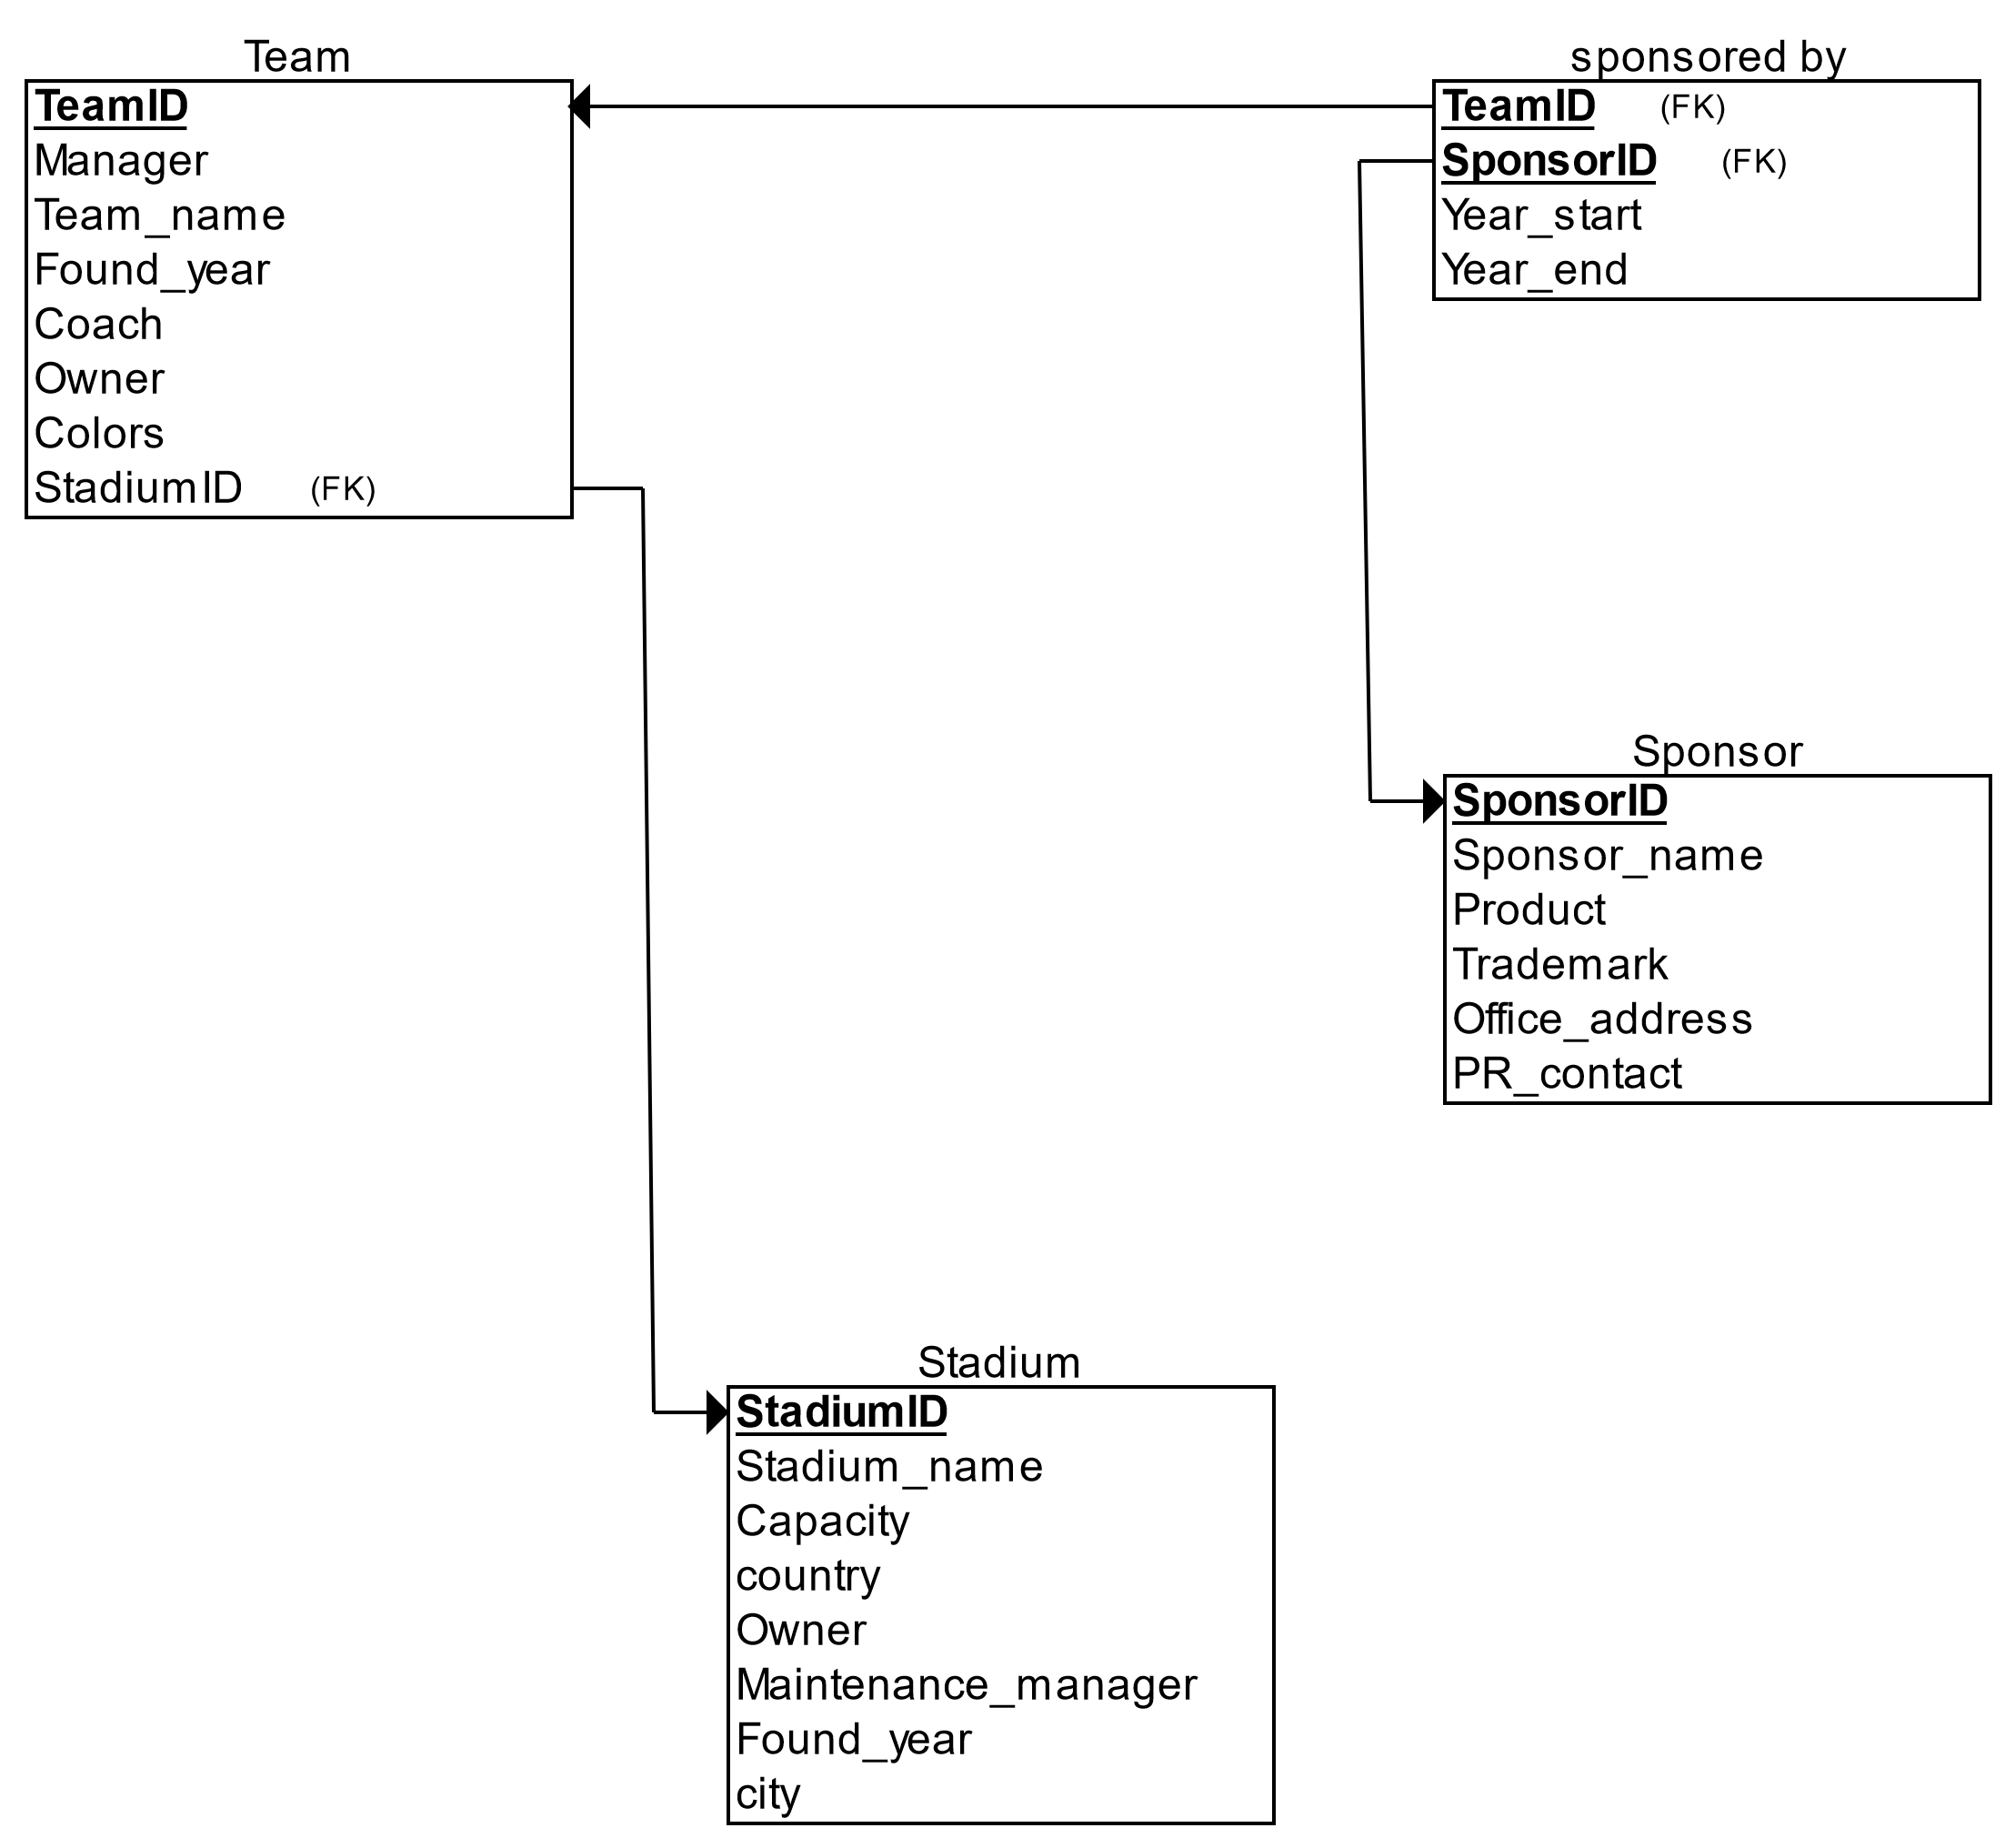 Team
TeamID
Manager
Team_name
Found_year
Coach
Owner
Colors
StadiumID (FK)
sponsored by
TeamID (FK)
SponsorID (FK)
Year_start
Year_end
Sponsor
SponsorID
Sponsor_name
Product
Trademark
Office_address
PR_contact
Stadium
StadiumID
Stadium_name
Capacity
country
Owner
Maintenance_manager
Found_year
city